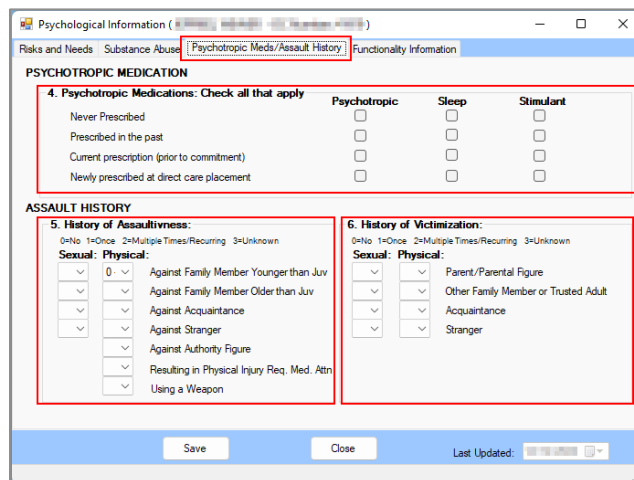 Psychological Information (
Risks and Needs Substance Abuse Psychotropic Meds/Assault History Functionality Information
PSYCHOTROPIC MEDICATION
4. Psychotropic Medications: Check all that apply
Psychotropic Sleep Stimulant
Never Prescribed
Prescribed in the past
Current prescription (prior to commitment)
Newly prescribed at direct care placement
ASSAULT HISTORY
5. History of Assaultivness:
0=No 1=Once 2=Multiple Times/Recurring 3=Unknown
Sexual: Physical:
0 Against Family Member Younger than Juv
Against Family Member Older than Juv
Against Acquaintance
Against Stranger
Against Authority Figure
Resulting in Physical Injury Req. Med. Attn
Using a Weapon
6. History of Victimization:
0=No 1=Once 2=Multiple Times/Recurring 3=Unknown
Sexual: Physical:
Parent/Parental Figure
Other Family Member or Trusted Adult
Acquaintance
Stranger
Save Close Last Updated: